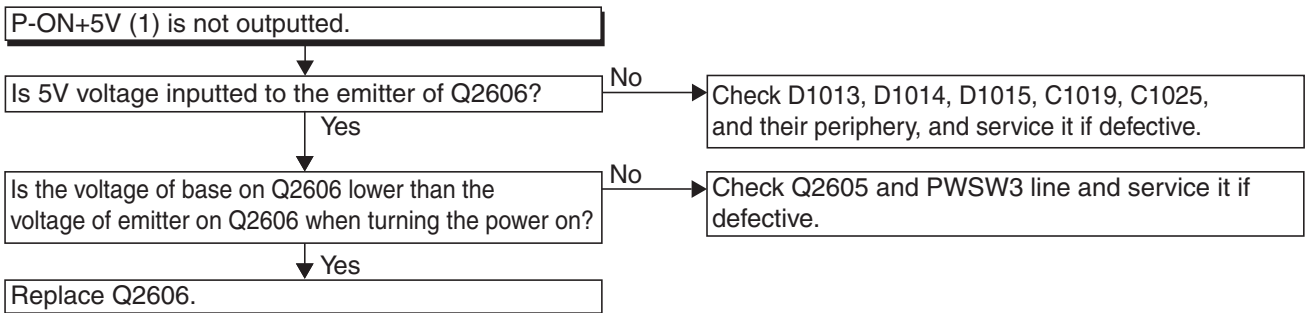 P-ON+5V (1) is not outputted.
Is 5V voltage inputted to the emitter of Q2606?
No
Check D1013, D1014, D1015, C1019, C1025,
and their periphery, and service it if defective.
Yes
Is the voltage of base on Q2606 lower than the
voltage of emitter on Q2606 when turning the power on?
No
Check Q2605 and PWSW3 line and service it if
defective.
Yes
Replace Q2606.